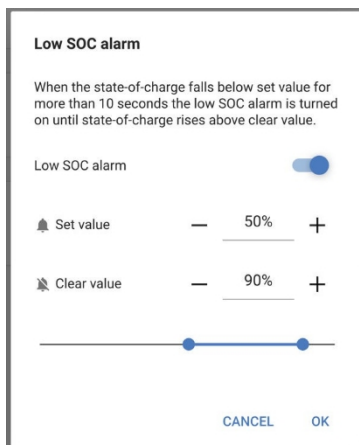 Low SOC alarm
When the state-of-charge falls below set value for
more than 10 seconds the low SOC alarm is turned
on until state-of-charge rises above clear value.
Low SOC alarm
Set value — 50% +
Clear value — 90% +
CANCEL OK